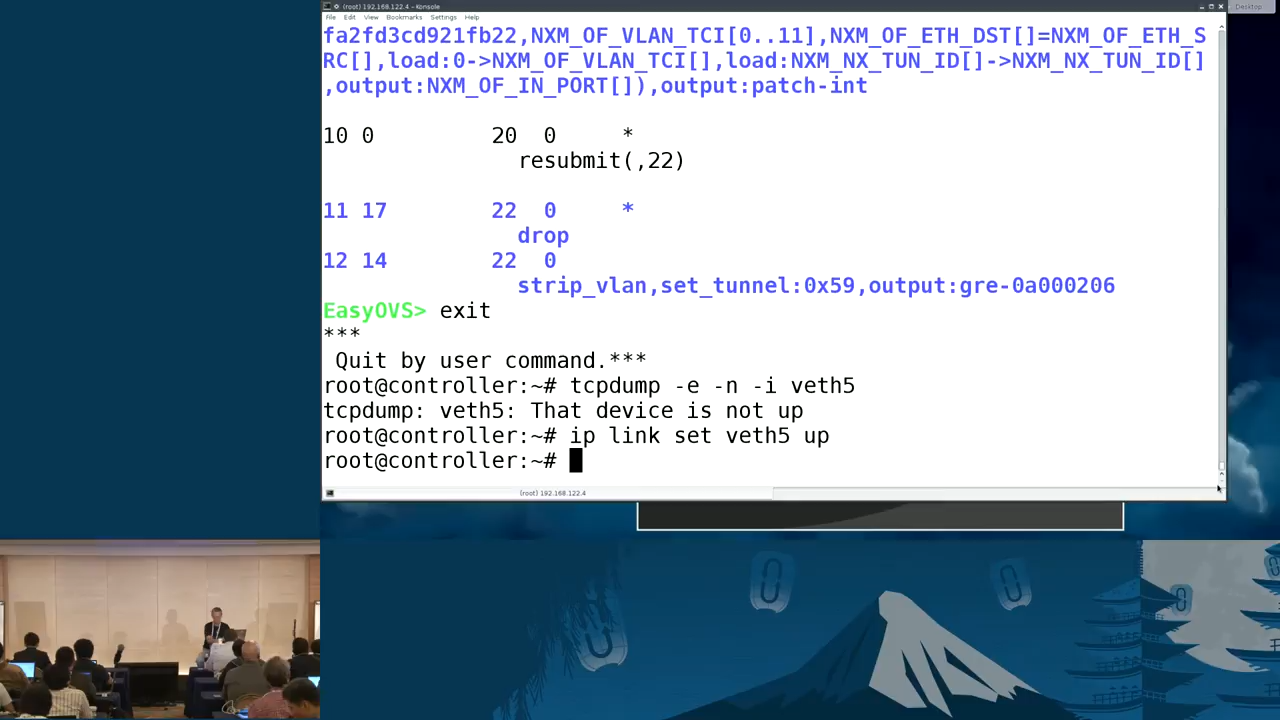 (root) 192.168.122.4 - Konsole
Desktop
File Edit View Bookmarks Settings Help
fa2fd3cd921fb22,NXM_OF_VLAN_TCI[0..11],NXM_OF_ETH_DST[]=NXM_OF_ETH_S
RC[],load:0->NXM_OF_VLAN_TCI[],load:NXM_NX_TUN_ID[]->NXM_NX_TUN_ID[]
,output:NXM_OF_IN_PORT[]),output:patch-int
10 0 20 0 *
resubmit(,22)
11 17 22 0 *
drop
12 14 22 0
strip_vlan,set_tunnel:0x59,output:gre-0a000206
EasyOVS> exit
***
Quit by user command.***
root@controller:~# tcpdump -e -n -i veth5
tcpdump: veth5: That device is not up
root@controller:~# ip link set veth5 up
root@controller:~#
(root) 192.168.122.4